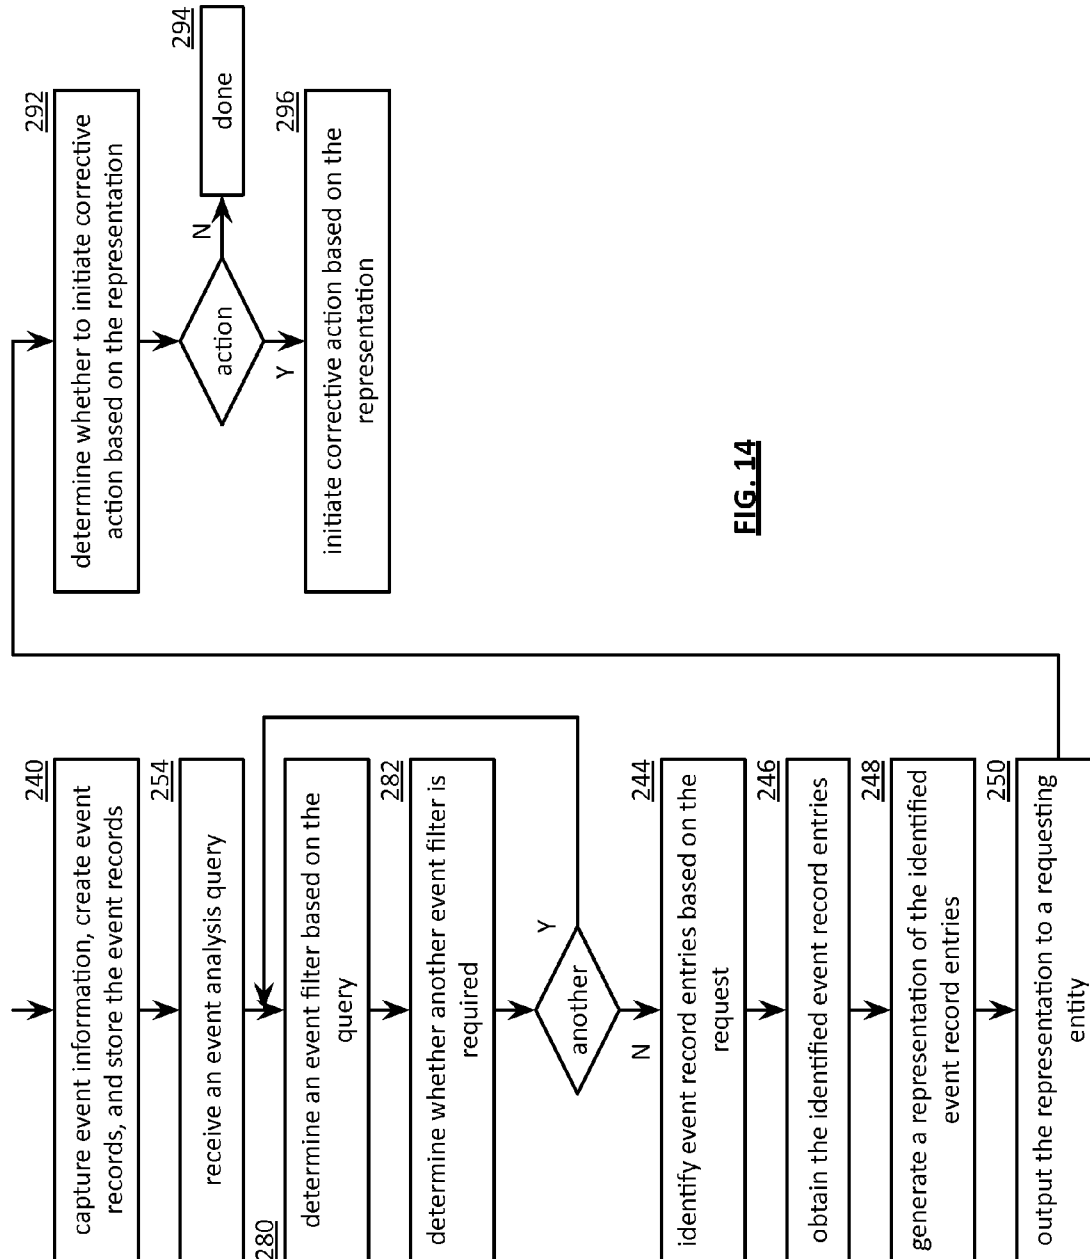 240
capture event information, create event
records, and store the event records
254
receive an event analysis query
280
determine an event filter based on the
query
282
determine whether another event filter is
required
another
Y
N
244
identify event record entries based on the
request
246
obtain the identified event record entries
248
generate a representation of the identified
event record entries
250
output the representation to a requesting
entity
292
determine whether to initiate corrective
action based on the representation
action
N
294
done
Y
296
initiate corrective action based on the
representation
FIG. 14